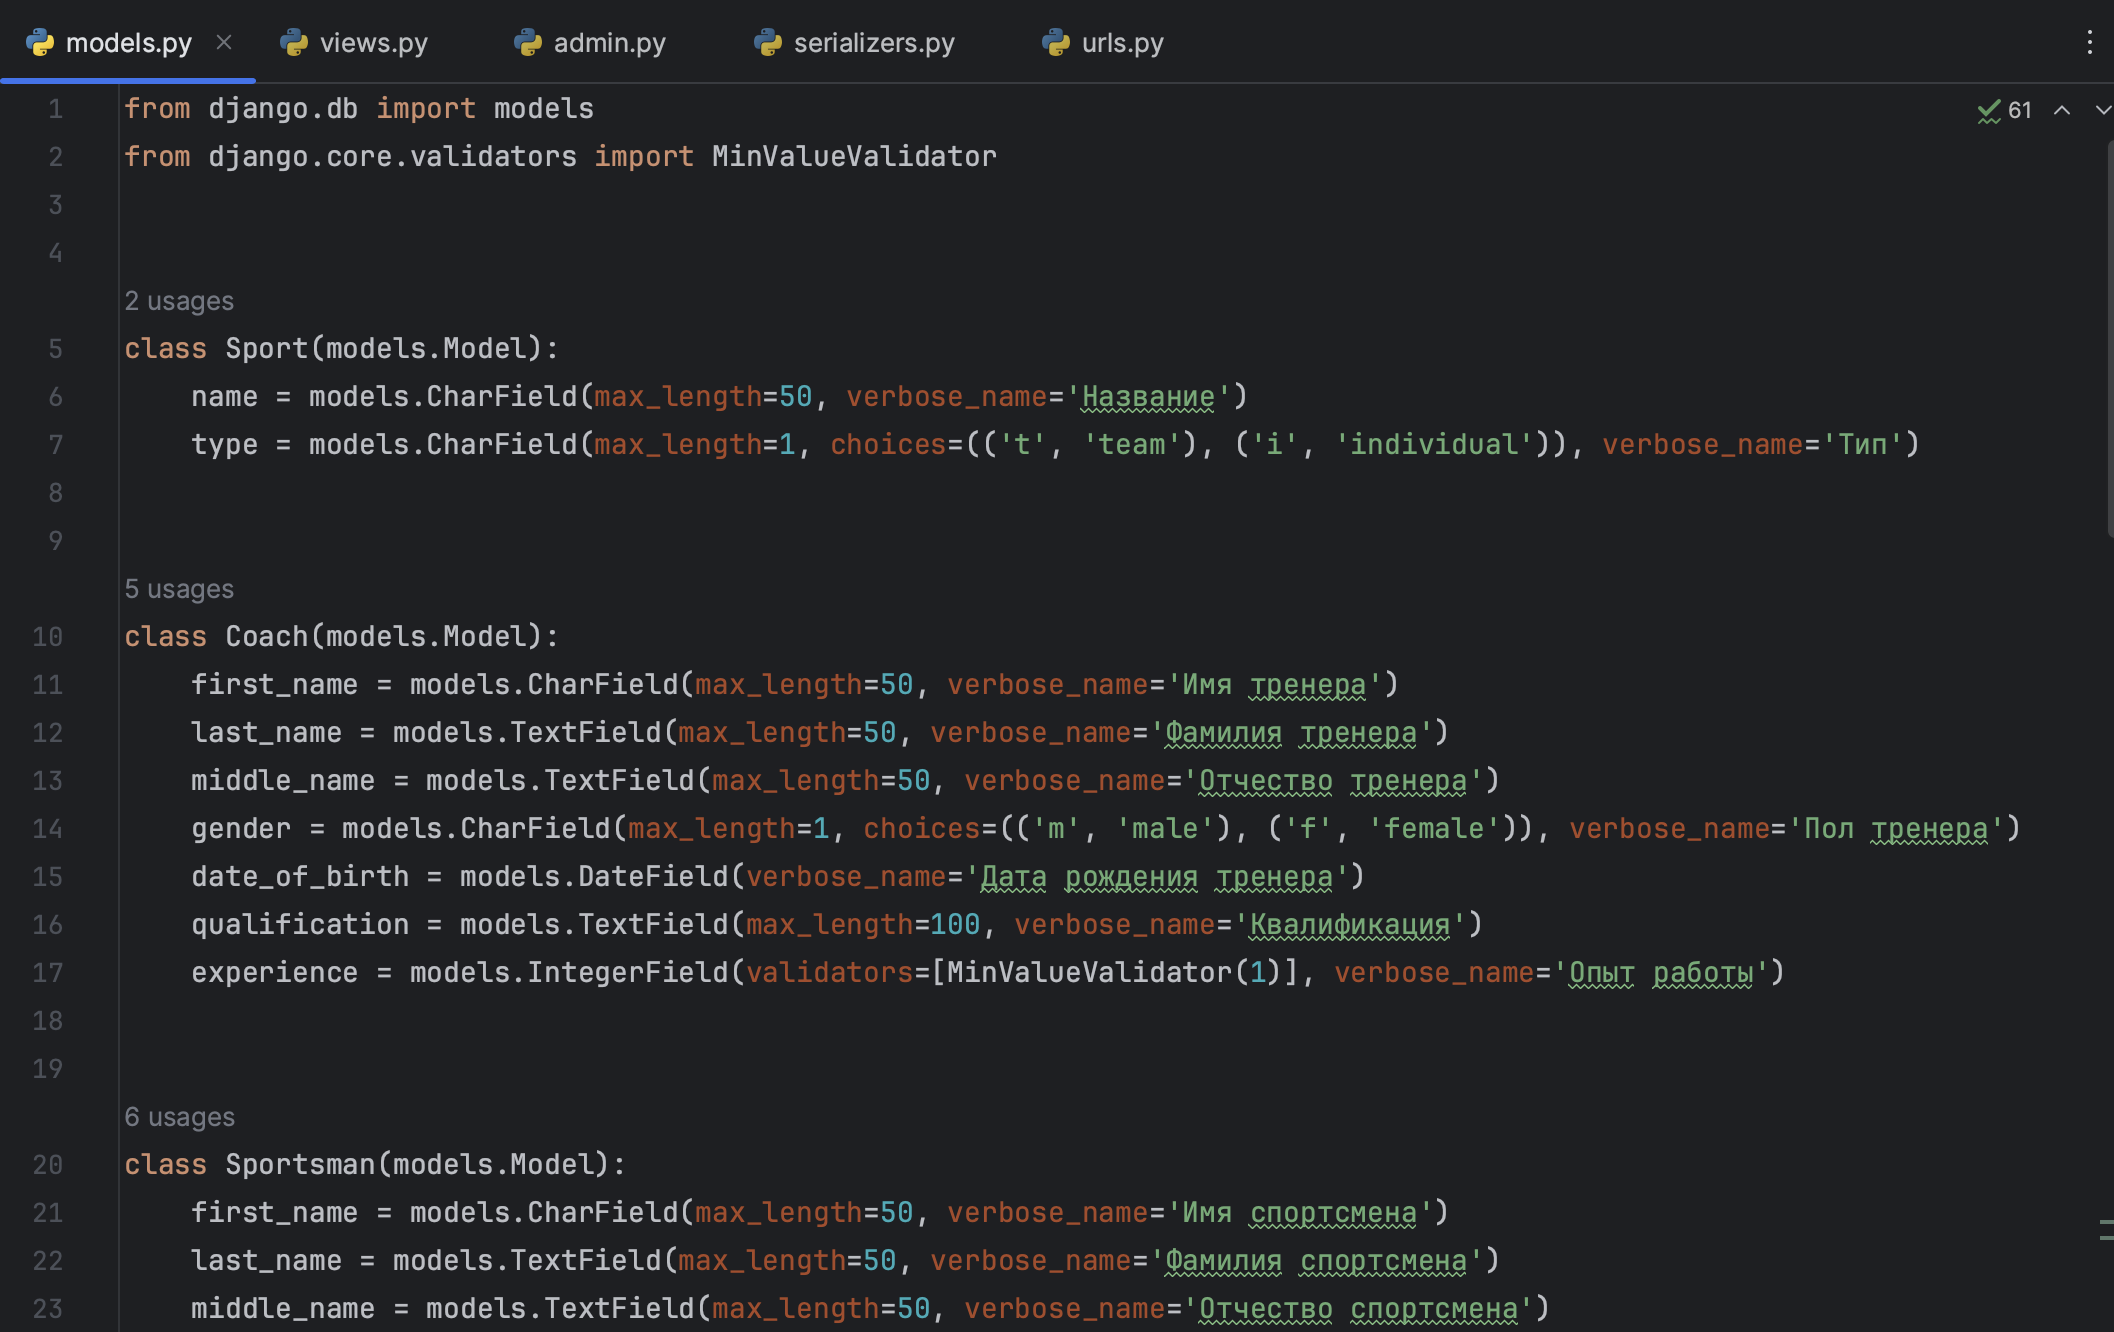 models.py views.py admin.py serializers.py urls.py
1 from django.db import models
61
2 from django.core.validators import MinValueValidator
3
4
2 usages
5 class Sport(models.Model):
6 name = models.CharField(max_length=50, verbose_name='Название')
7 type = models.CharField(max_length=1, choices=(('t', 'team'), ('i', 'individual')), verbose_name='Тип')
8
9
5 usages
10 class Coach(models.Model):
11 first_name = models.CharField(max_length=50, verbose_name='Имя тренера')
12 last_name = models.TextField(max_length=50, verbose_name='Фамилия тренера')
13 middle_name = models.TextField(max_length=50, verbose_name='Отчество тренера')
14 gender = models.CharField(max_length=1, choices=(('m', 'male'), ('f', 'female')), verbose_name='Пол тренера')
15 date_of_birth = models.DateField(verbose_name='Дата рождения тренера')
16 qualification = models.TextField(max_length=100, verbose_name='Квалификация')
17 experience = models.IntegerField(validators=[MinValueValidator(1)], verbose_name='Опыт работы')
18
19
6 usages
20 class Sportsman(models.Model):
21 first_name = models.CharField(max_length=50, verbose_name='Имя спортсмена')
22 last_name = models.TextField(max_length=50, verbose_name='Фамилия спортсмена')
23 middle_name = models.TextField(max_length=50, verbose_name='Отчество спортсмена')